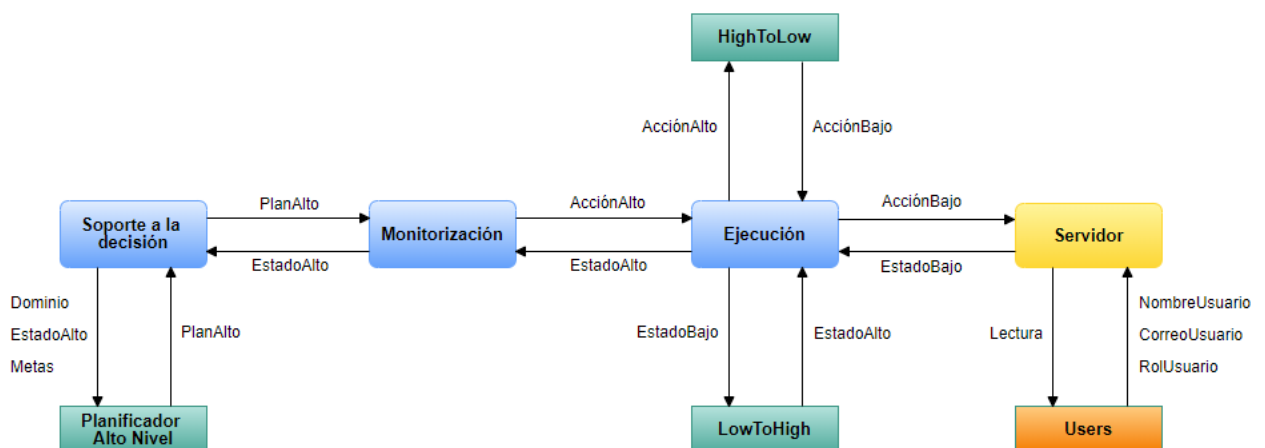 HighToLow
AcciónAlto
AcciónBajo
Soporte a la
decisión
PlanAlto
EstadoAlto
Monitorización
AcciónAlto
EstadoAlto
Ejecución
AcciónBajo
EstadoBajo
Servidor
Dominio
EstadoAlto
Metas
PlanAlto
EstadoBajo
EstadoAlto
Lectura
NombreUsuario
CorreoUsuario
RolUsuario
Planificador
Alto Nivel
LowToHigh
Users